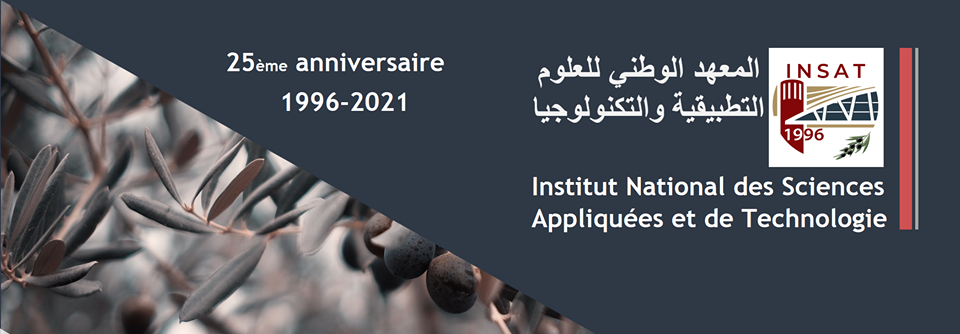 25ème anniversaire
1996-2021
المعهد الوطني للعلوم
التطبيقية والتكنولوجيا
INSAT
1996
Institut National des Sciences
Appliquées et de Technologie